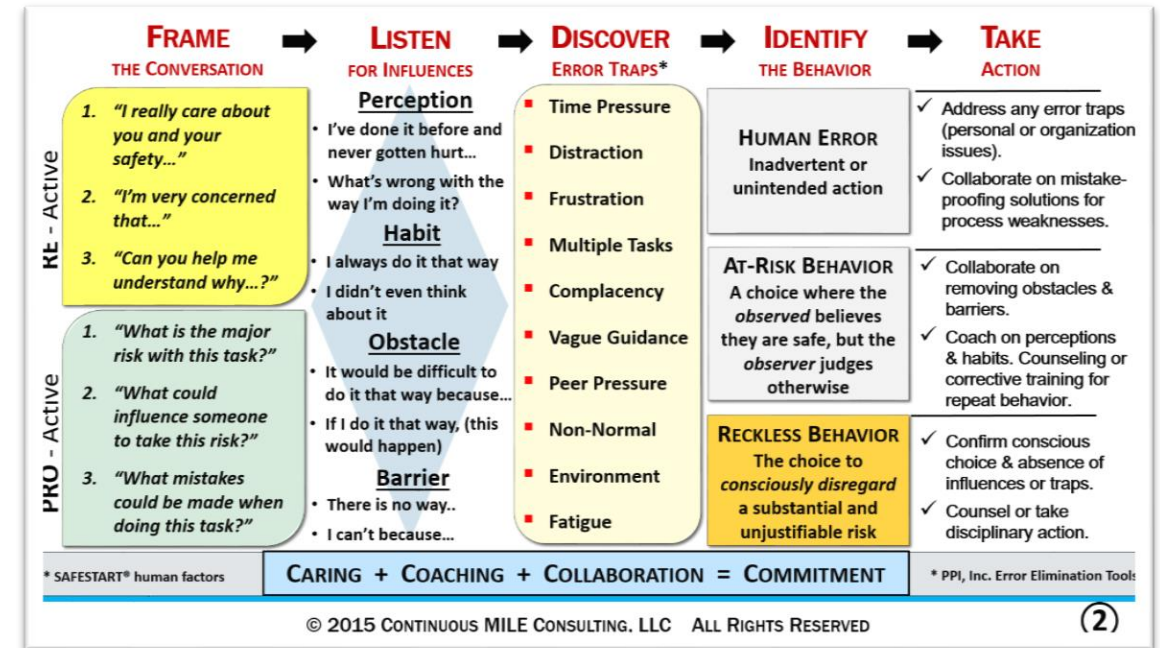 FRAME
THE CONVERSATION
LISTEN
FOR INFLUENCES
DISCOVER
ERROR TRAPS*
IDENTIFY
THE BEHAVIOR
TAKE
ACTION
RE - Active
1. "I really care about
you and your
safety..."
2. "I'm very concerned
that..."
3. "Can you help me
understand why...?"
PRO - Active
1. "What is the major
risk with this task?"
2. "What could
influence someone
to take this risk?"
3. "What mistakes
could be made when
doing this task?"
Perception
• I've done it before and
never gotten hurt...
• What's wrong with the
way I'm doing it?
Habit
• I always do it that way
• I didn't even think
about it
Obstacle
• It would be difficult to
do it that way because...
• If I do it that way, (this
would happen)
Barrier
• There is no way..
• I can't because...
▪ Time Pressure
▪ Distraction
▪ Frustration
▪ Multiple Tasks
▪ Complacency
▪ Vague Guidance
▪ Peer Pressure
▪ Non-Normal
▪ Environment
▪ Fatigue
HUMAN ERROR
Inadvertent or
unintended action
AT-RISK BEHAVIOR
A choice where the
observed believes
they are safe, but the
observer judges
otherwise
RECKLESS BEHAVIOR
The choice to
consciously disregard
a substantial and
unjustifiable risk
✓ Address any error traps
(personal or organization
issues).
✓ Collaborate on mistake-
proofing solutions for
process weaknesses.
✓ Collaborate on
removing obstacles &
barriers.
✓ Coach on perceptions
& habits. Counseling or
corrective training for
repeat behavior.
✓ Confirm conscious
choice & absence of
influences or traps.
✓ Counsel or take
disciplinary action.
* SAFESTART® human factors
CARING + COACHING + COLLABORATION = COMMITMENT
* PPI, Inc. Error Elimination Tools
© 2015 CONTINUOUS MILE CONSULTING, LLC ALL RIGHTS RESERVED
2